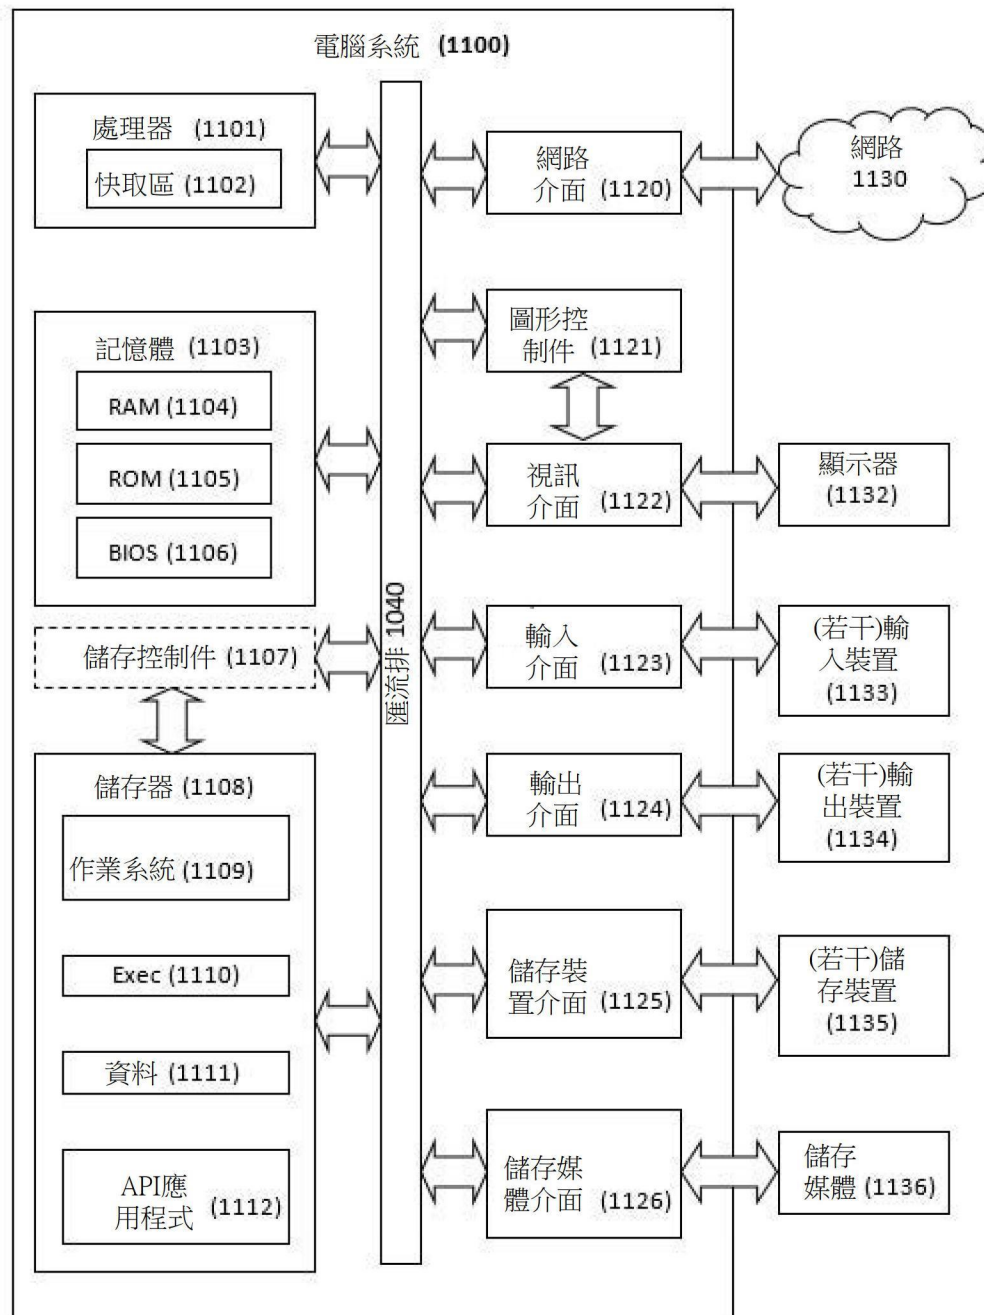 電腦系統 (1100)
處理器 (1101)
快取區 (1102)
記憶體 (1103)
RAM (1104)
ROM (1105)
BIOS (1106)
儲存控制件 (1107)
儲存器 (1108)
作業系統 (1109)
Exec (1110)
資料 (1111)
API應
用程式 (1112)
匯流排 1040
網路
介面 (1120)
圖形控
制件 (1121)
視訊
介面 (1122)
輸入
介面 (1123)
輸出
介面 (1124)
儲存裝
置介面 (1125)
儲存媒
體介面 (1126)
網路
1130
顯示器
(1132)
(若干)輸
入裝置
(1133)
(若干)輸
出裝置
(1134)
(若干)儲
存裝置
(1135)
儲存
媒體 (1136)